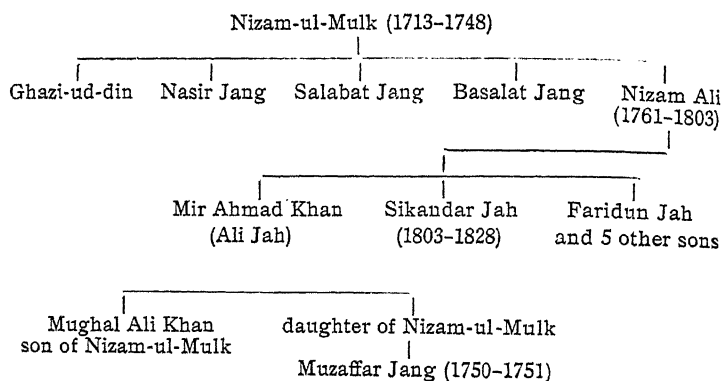 Nizam-ul-Mulk (1713-1748)
Ghazi-ud-din Nasir Jang Salabat Jang Basalat Jang Nizam Ali
(1761-1803)
Mir Ahmad Khan Sikandar Jah Faridun Jah
(Ali Jah) (1803-1828) and 5 other sons
Mughal Ali Khan daughter of Nizam-ul-Mulk
son of Nizam-ul-Mulk
Muzaffar Jang (1750-1751)